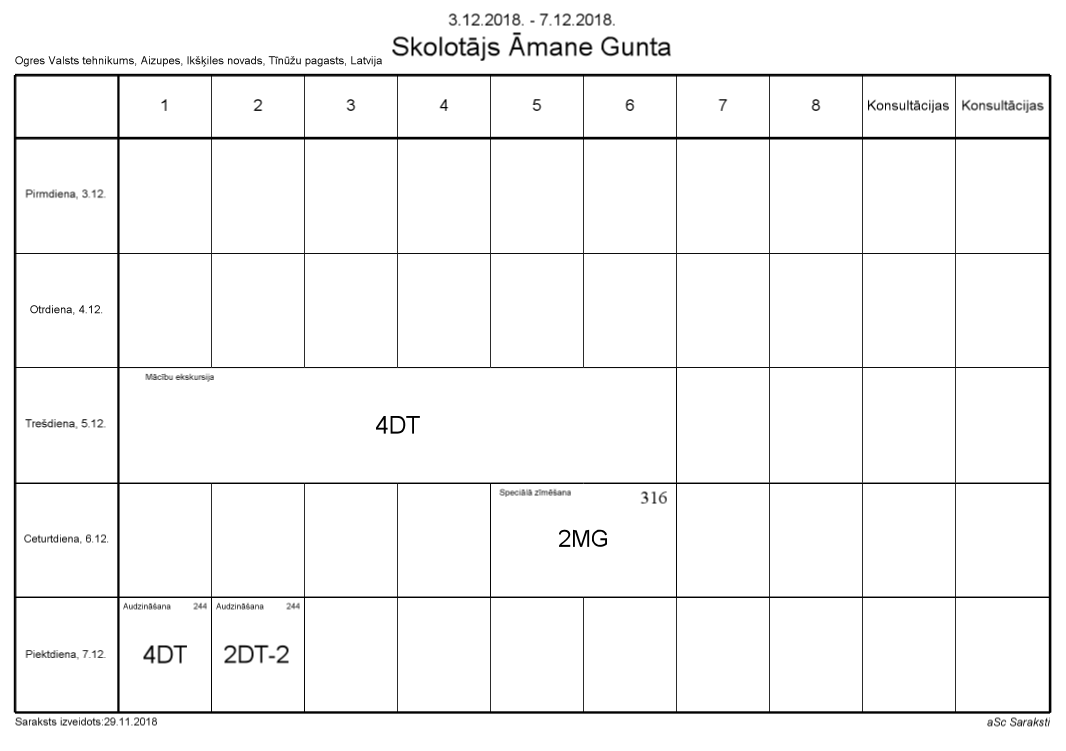 3.12.2018. - 7.12.2018.
Skolotājs Āmane Gunta
Ogres Valsts tehnikums, Aizupes, Ikšķiles novads, Tīnūžu pagasts, Latvija
1 2 3 4 5 6 7 8 Konsultācijas Konsultācijas
Pirmdiena, 3.12.
Otrdiena, 4.12.
Mācību ekskursija
Trešdiena, 5.12. 4DT
Speciālā zīmēšana 316
Ceturtdiena, 6.12. 2MG
Audzināšana 244 Audzināšana 244
Piektdiena, 7.12. 4DT 2DT-2
Saraksts izveidots:29.11.2018 aSc Saraksti